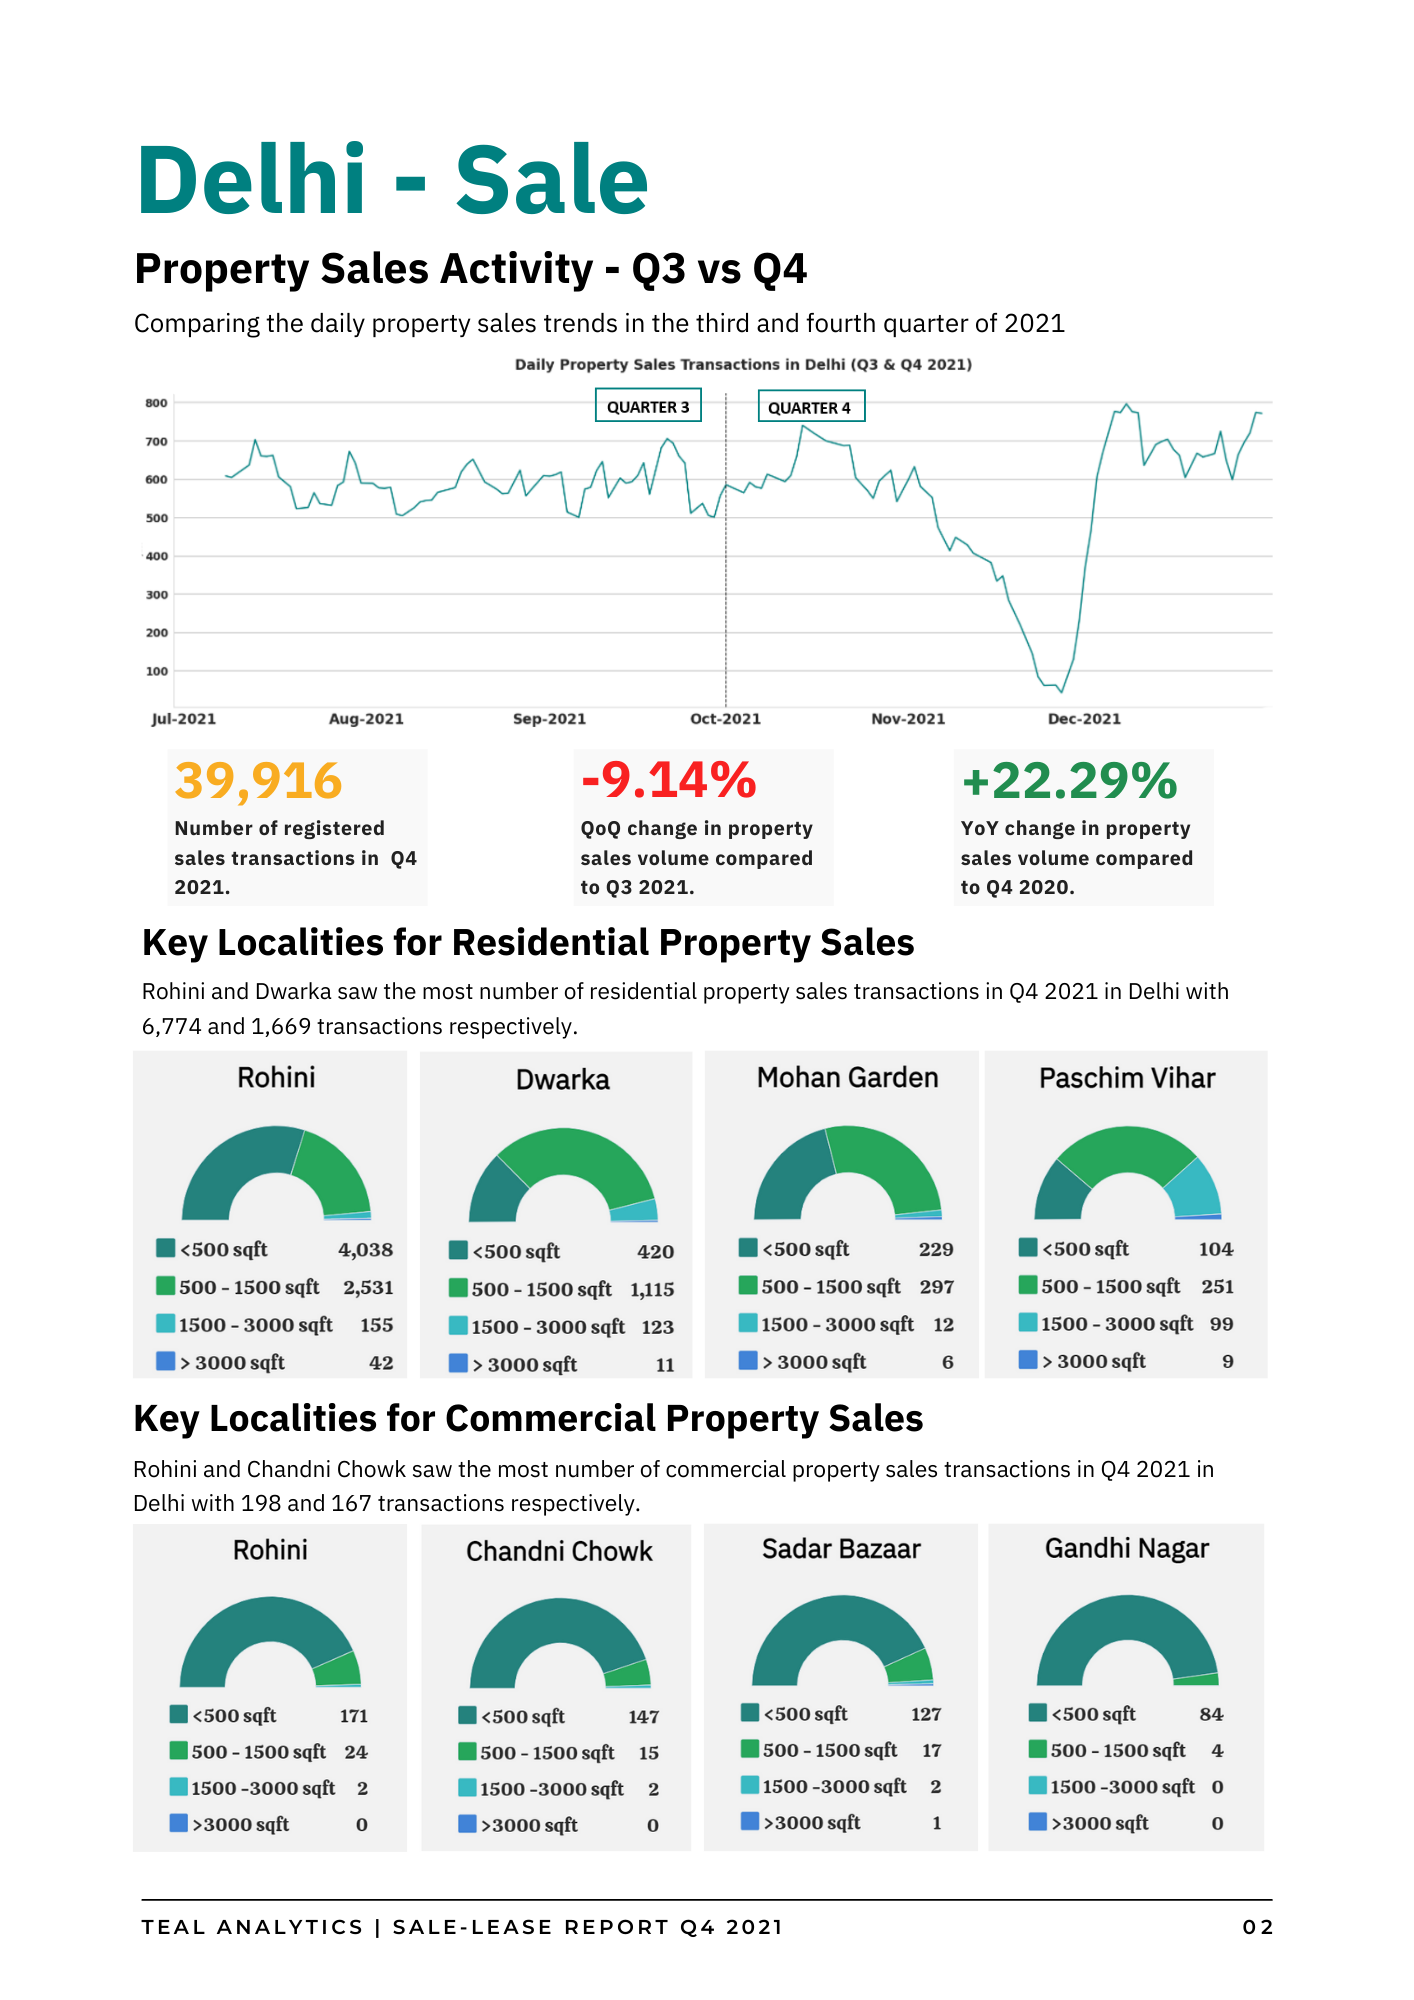 Delhi - Sale
Property Sales Activity - Q3 vs Q4
Comparing the daily property sales trends in the third and fourth quarter of 2021
Daily Property Sales Transactions in Delhi (Q3 & Q4 2021)
QUARTER 3
QUARTER 4
800
700
600
500
400
300
200
100
Jul-2021
Aug-2021
Sep-2021
Oct-2021
Nov-2021
Dec-2021
39,916
Number of registered
sales transactions in Q4
2021.
-9.14%
QoQ change in property
sales volume compared
to Q3 2021.
+22.29%
YoY change in property
sales volume compared
to Q4 2020.
Key Localities for Residential Property Sales
Rohini and Dwarka saw the most number of residential property sales transactions in Q4 2021 in Delhi with
6,774 and 1,669 transactions respectively.
Rohini
<500 sqft 4,038
500 - 1500 sqft 2,531
1500 - 3000 sqft 155
> 3000 sqft 42
Dwarka
<500 sqft 420
500 - 1500 sqft 1,115
1500 - 3000 sqft 123
> 3000 sqft 11
Mohan Garden
<500 sqft 229
500 - 1500 sqft 297
1500 - 3000 sqft 12
> 3000 sqft 6
Paschim Vihar
<500 sqft 104
500 - 1500 sqft 251
1500 - 3000 sqft 99
> 3000 sqft 9
Key Localities for Commercial Property Sales
Rohini and Chandni Chowk saw the most number of commercial property sales transactions in Q4 2021 in
Delhi with 198 and 167 transactions respectively.
Rohini
<500 sqft 171
500 - 1500 sqft 24
1500 -3000 sqft 2
>3000 sqft 0
Chandni Chowk
<500 sqft 147
500 - 1500 sqft 15
1500 -3000 sqft 2
>3000 sqft 0
Sadar Bazaar
<500 sqft 127
500 - 1500 sqft 17
1500 -3000 sqft 2
>3000 sqft 1
Gandhi Nagar
<500 sqft 84
500 - 1500 sqft 4
1500 -3000 sqft 0
>3000 sqft 0
TEAL ANALYTICS | SALE-LEASE REPORT Q4 2021
02